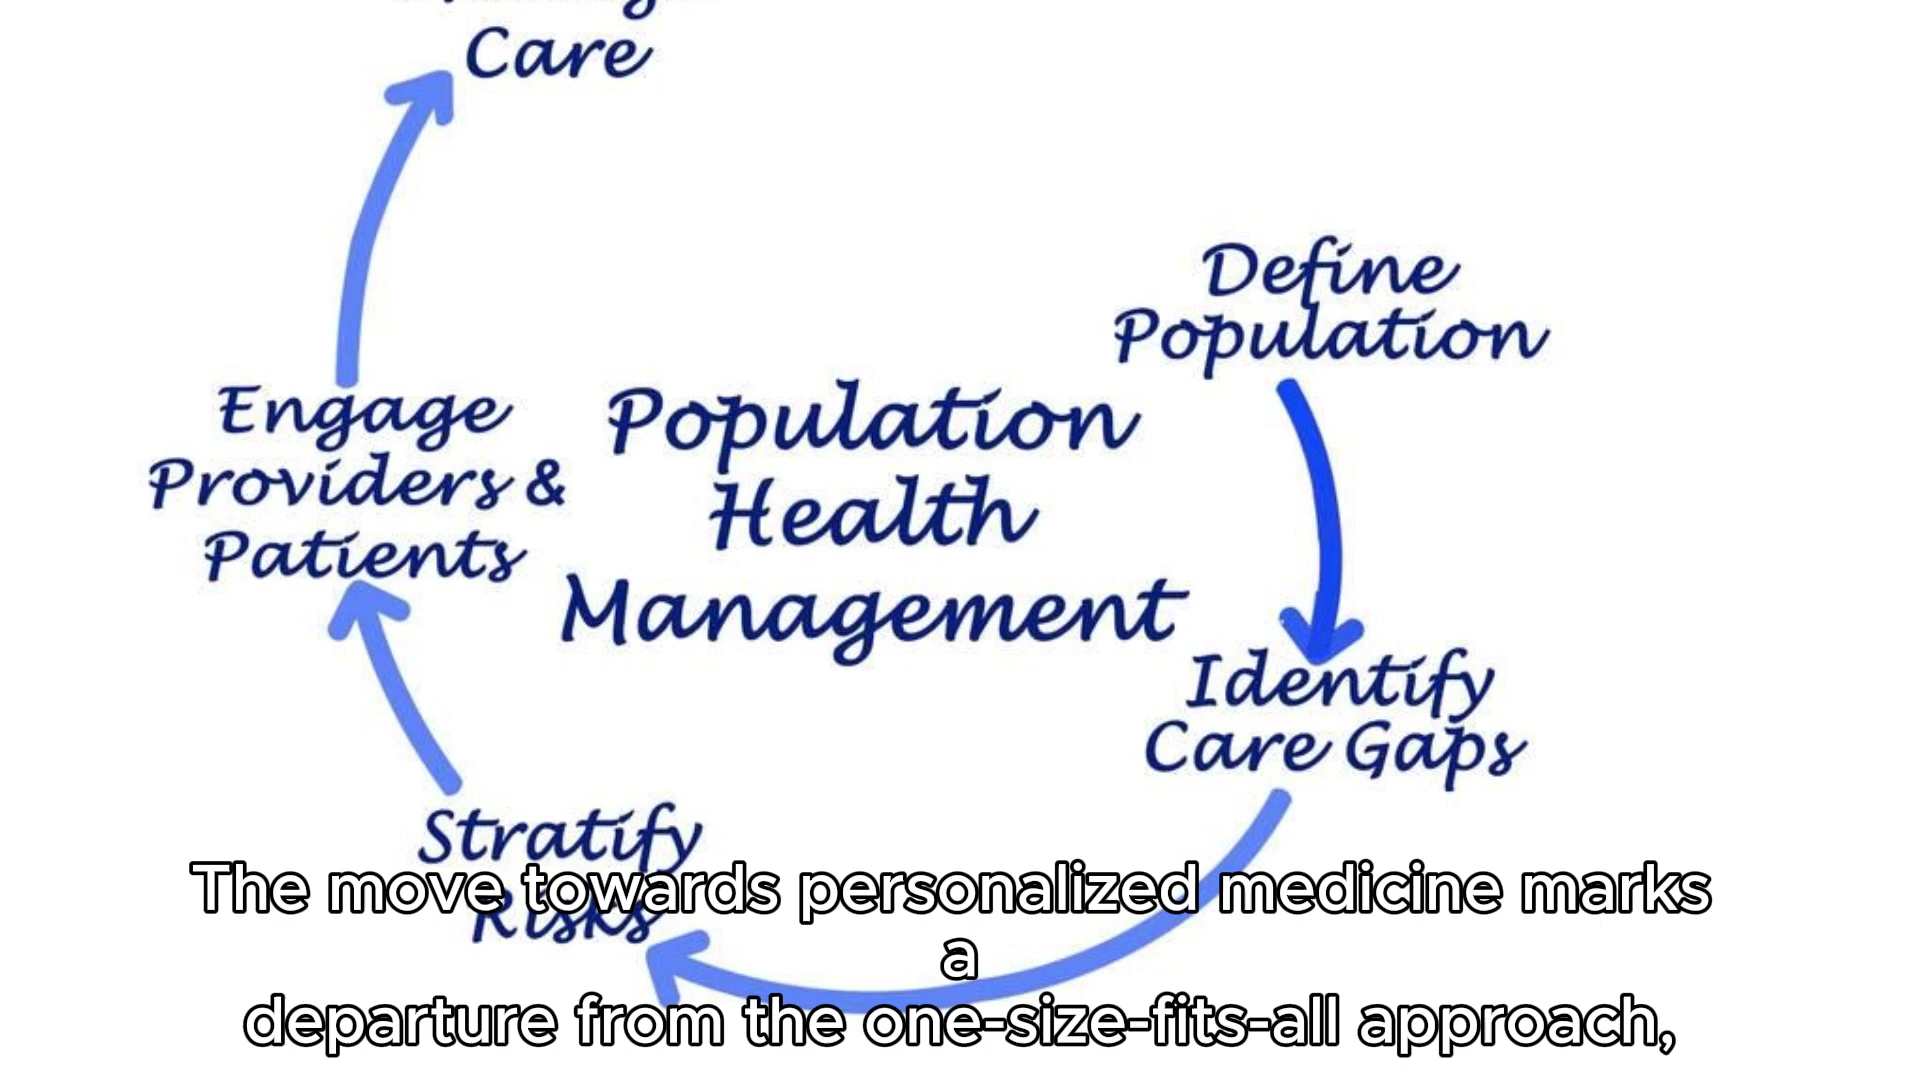 Care
Define
Population
Engage
Providers &
Patients
Population
Health
Management
Identify
Care Gaps
Stratify
Risks
The move towards personalized medicine marks
a
departure from the one-size-fits-all approach,